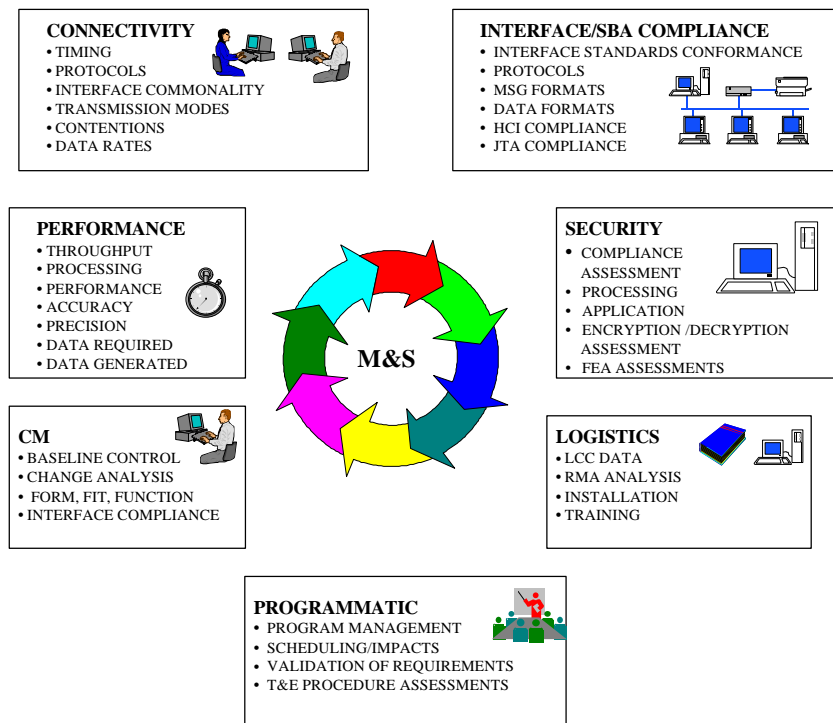 CONNECTIVITY
• TIMING
• PROTOCOLS
• INTERFACE COMMONALITY
• TRANSMISSION MODES
• CONTENTIONS
• DATA RATES
INTERFACE/SBA COMPLIANCE
• INTERFACE STANDARDS CONFORMANCE
• PROTOCOLS
• MSG FORMATS
• DATA FORMATS
• HCI COMPLIANCE
• JTA COMPLIANCE
PERFORMANCE
• THROUGHPUT
• PROCESSING
• PERFORMANCE
• ACCURACY
• PRECISION
• DATA REQUIRED
• DATA GENERATED
M&S
SECURITY
• COMPLIANCE
ASSESSMENT
• PROCESSING
• APPLICATION
• ENCRYPTION /DECRYPTION
ASSESSMENT
• FEA ASSESSMENTS
CM
• BASELINE CONTROL
• CHANGE ANALYSIS
• FORM, FIT, FUNCTION
• INTERFACE COMPLIANCE
LOGISTICS
• LCC DATA
• RMA ANALYSIS
• INSTALLATION
• TRAINING
PROGRAMMATIC
• PROGRAM MANAGEMENT
• SCHEDULING/IMPACTS
• VALIDATION OF REQUIREMENTS
• T&E PROCEDURE ASSESSMENTS